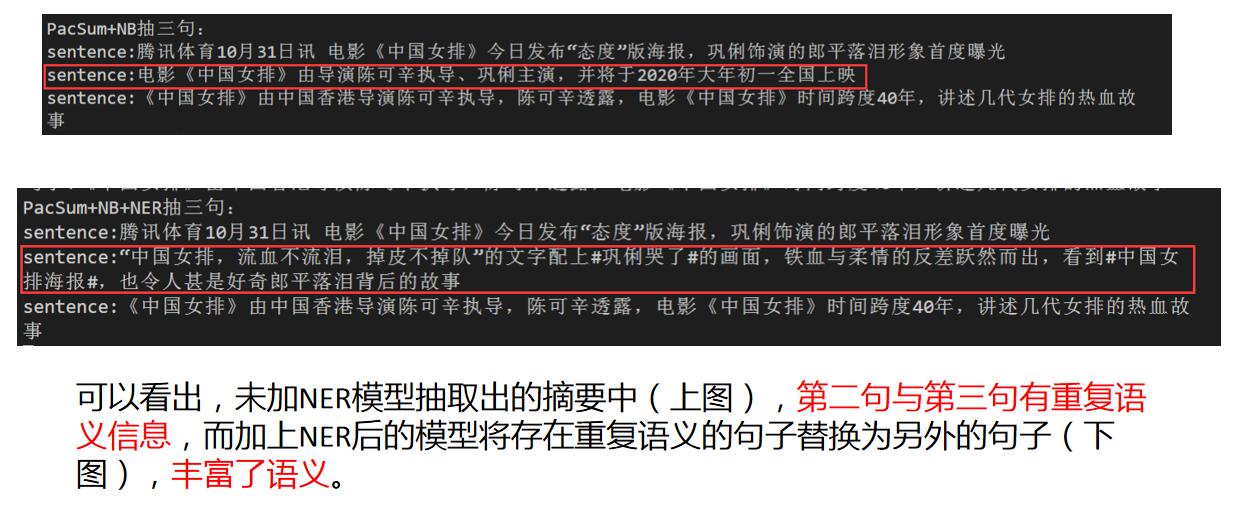 PacSum+NB抽三句:
sentence:腾讯体育10月31日讯 电影《中国女排》今日发布“态度”版海报，巩俐饰演的郎平落泪形象首度曝光
sentence:电影《中国女排》由导演陈可辛执导、巩俐主演，并将于2020年大年初一全国上映
sentence:《中国女排》由中国香港导演陈可辛执导，陈可辛透露，电影《中国女排》时间跨度40年，讲述几代女排的热血故
事
PacSum+NB+NER抽三句:
sentence:腾讯体育10月31日讯 电影《中国女排》今日发布“态度”版海报，巩俐饰演的郎平落泪形象首度曝光
sentence:“中国女排，流血不流泪，掉皮不掉队”的文字配上#巩俐哭了#的画面，铁血与柔情的反差跃然而出，看到#中国女
排海报#，也令人甚是好奇郎平落泪背后的故事
sentence:《中国女排》由中国香港导演陈可辛执导，陈可辛透露，电影《中国女排》时间跨度40年，讲述几代女排的热血故
事
可以看出，未加NER模型抽取出的摘要中（上图），第二句与第三句有重复语
义信息，而加上NER后的模型将存在重复语义的句子替换为另外的句子（下
图），丰富了语义。